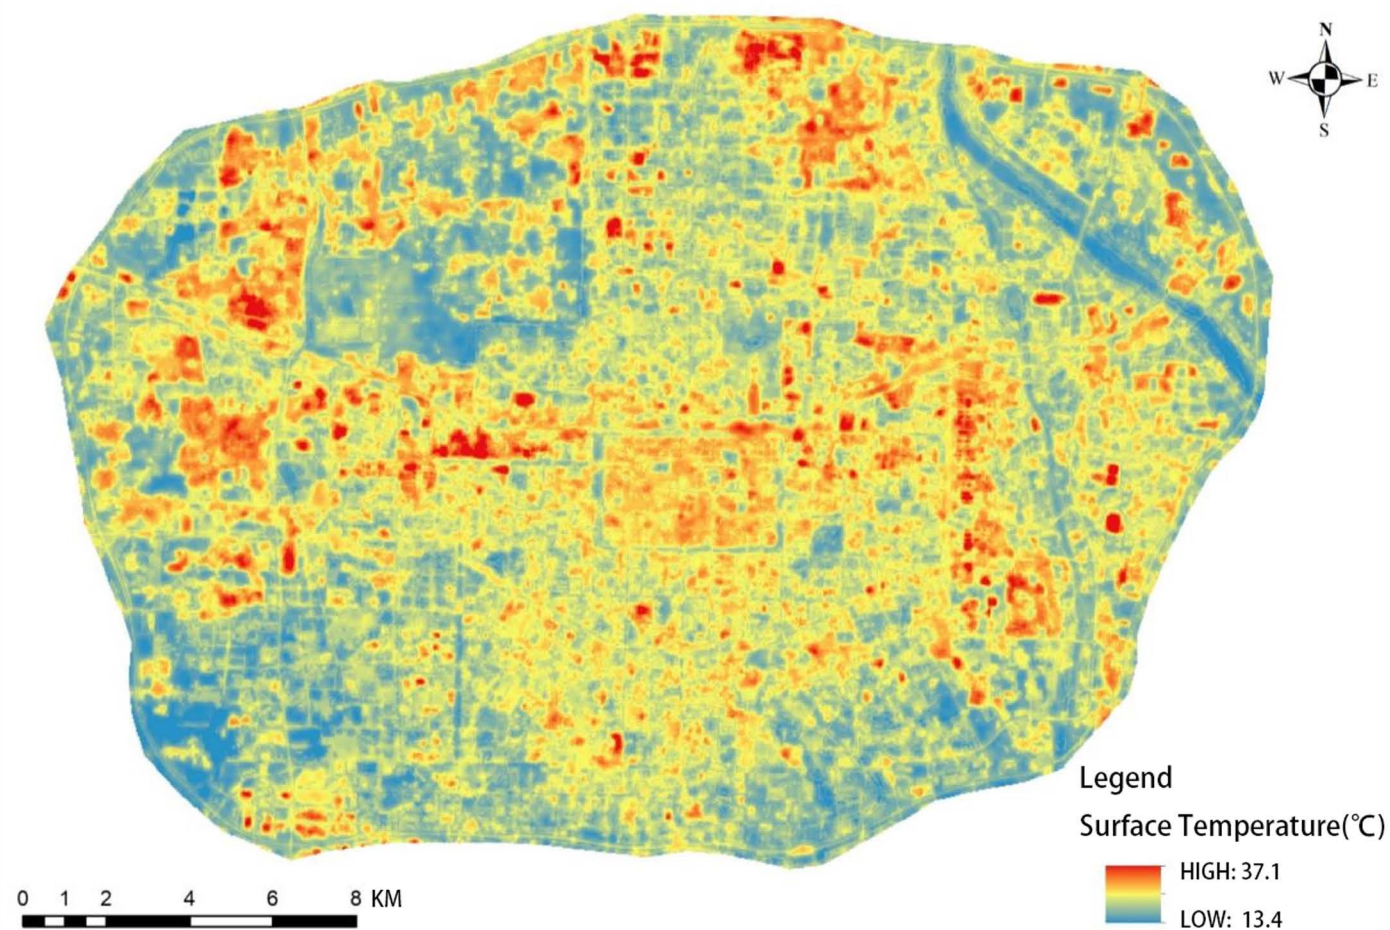 N
W E
S
Legend
Surface Temperature(℃)
HIGH: 37.1
LOW: 13.4
0 1 2 4 6 8 KM